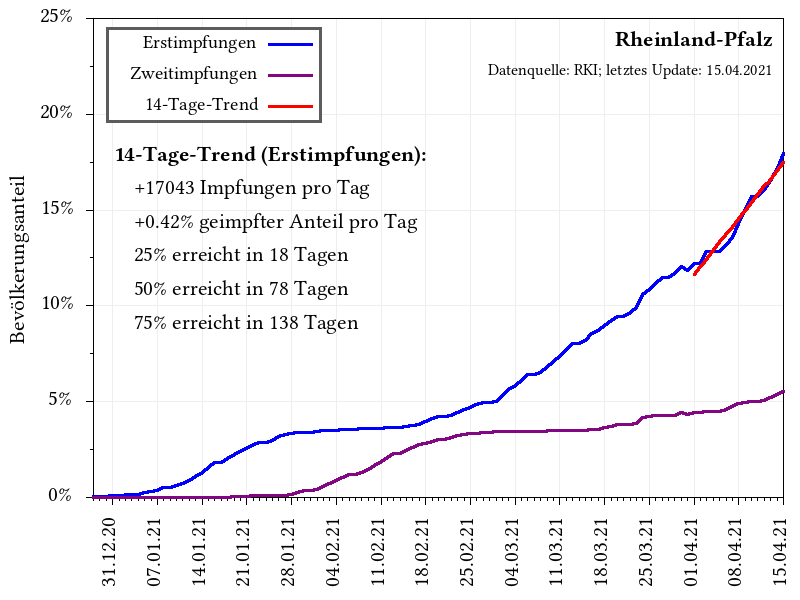 25%
20%
15%
10%
5%
0%
Bevölkerungsanteil
Erstimpfungen
Zweitimpfungen
14-Tage-Trend
Rheinland-Pfalz
Datenquelle: RKI; letztes Update: 15.04.2021
14-Tage-Trend (Erstimpfungen):
+17043 Impfungen pro Tag
+0.42% geimpfter Anteil pro Tag
25% erreicht in 18 Tagen
50% erreicht in 78 Tagen
75% erreicht in 138 Tagen
31.12.20
07.01.21
14.01.21
21.01.21
28.01.21
04.02.21
11.02.21
18.02.21
25.02.21
04.03.21
11.03.21
18.03.21
25.03.21
01.04.21
08.04.21
15.04.21